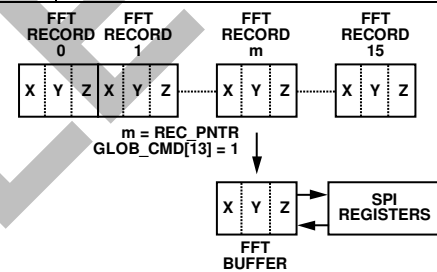 FFT RECORD 0
FFT RECORD 1
FFT RECORD m
FFT RECORD 15
X Y Z X Y Z X Y Z X Y Z
m = REC_PNTR
GLOB_CMD[13] = 1
X Y Z
SPI REGISTERS
FFT BUFFER